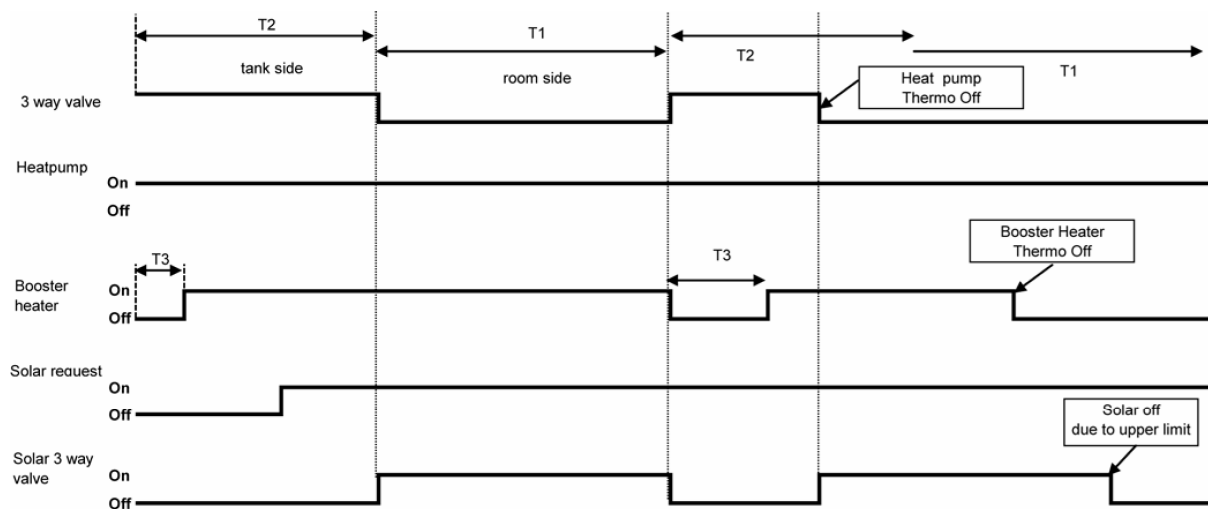 T2
T1
T2
T1
tank side
room side
Heat pump
Thermo Off
3 way valve
Heatpump
On
Off
T3
T3
Booster Heater
Thermo Off
Booster
heater
On
Off
Solar request
On
Off
Solar off
due to upper limit
Solar 3 way
valve
On
Off